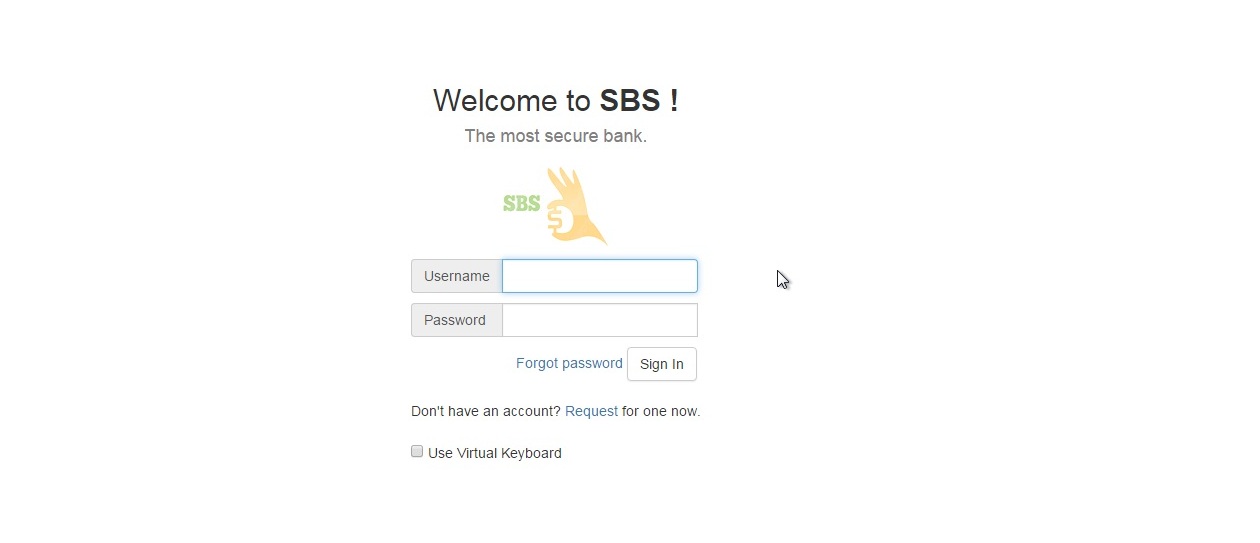 Welcome to SBS !
The most secure bank.
SBS
Username
Password
Forgot password Sign In
Don't have an account? Request for one now.
Use Virtual Keyboard